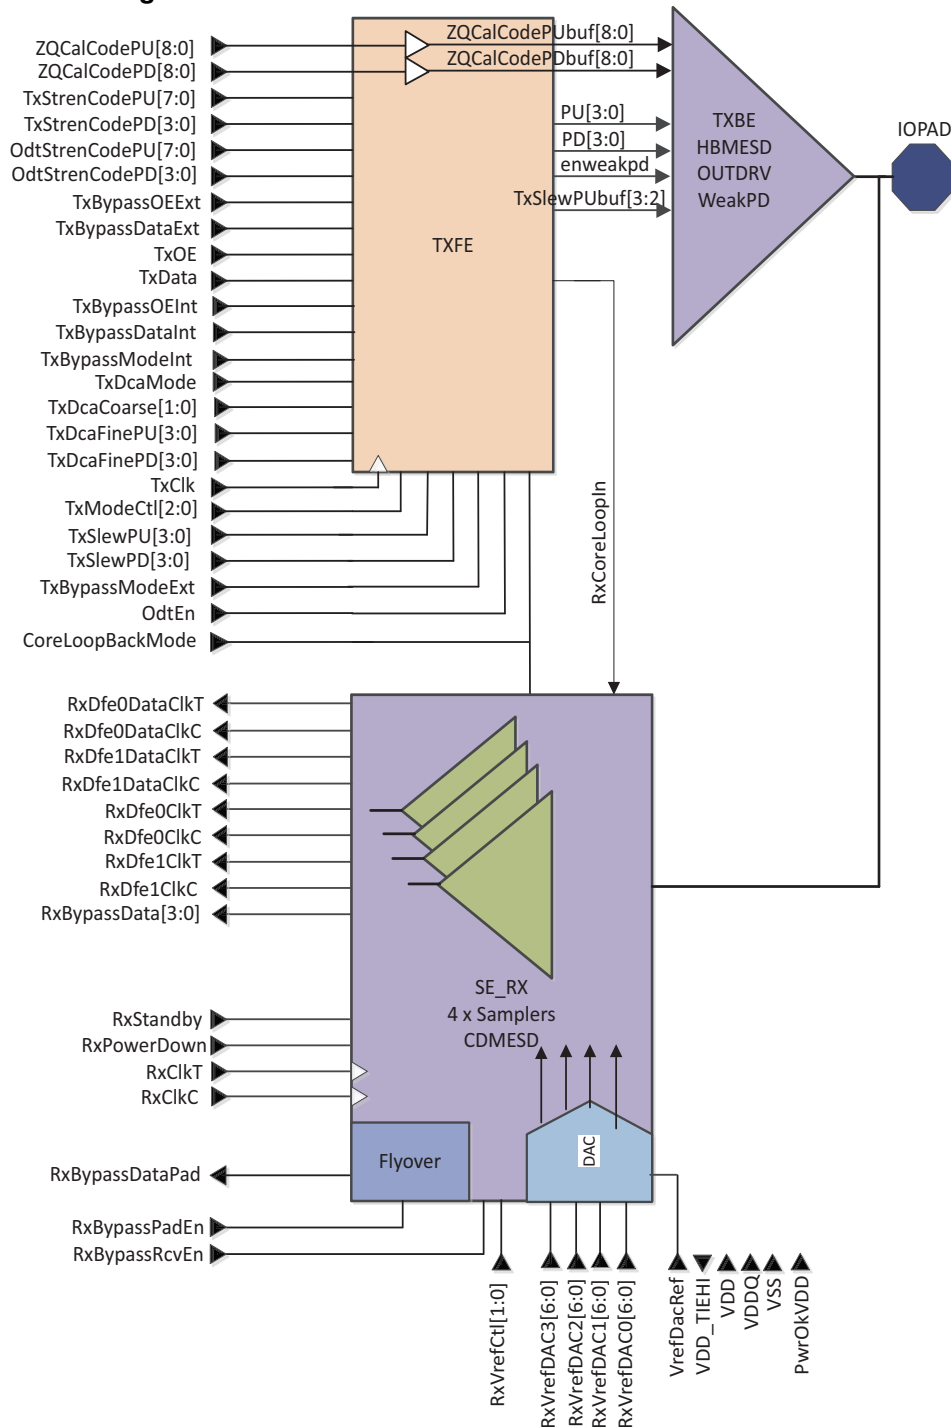 ZQCalCodePU[8:0]
ZQCalCodePD[8:0]
TxStrenCodePU[7:0]
TxStrenCodePD[3:0]
OdtStrenCodePU[7:0]
OdtStrenCodePD[3:0]
TxBypassOEExt
TxBypassDataExt
TxOE
TxData
TxBypassOEInt
TxBypassDataInt
TxBypassModeInt
TxDcaMode
TxDcaCoarse[1:0]
TxDcaFinePU[3:0]
TxDcaFinePD[3:0]
TxClk
TxModeCtl[2:0]
TxSlewPU[3:0]
TxSlewPD[3:0]
TxBypassModeExt
OdtEn
CoreLoopBackMode
TXFE
ZQCalCodePUbuf[8:0]
ZQCalCodePDbuf[8:0]
PU[3:0]
PD[3:0]
enweakpd
TxSlewPUbuf[3:2]
TXBE
HBMESD
OUTDRV
WeakPD
IOPAD
RxCoreLoopIn
RxDfe0DataClkT
RxDfe0DataClkC
RxDfe1DataClkT
RxDfe1DataClkC
RxDfe0ClkT
RxDfe0ClkC
RxDfe1ClkT
RxDfe1ClkC
RxBypassData[3:0]
SE_RX
4 x Samplers
CDMESD
RxStandby
RxPowerDown
RxClkT
RxClkC
Flyover
DAC
RxBypassDataPad
RxBypassPadEn
RxBypassRcvEn
RxVrefCtl[1:0]
RxVrefDAC3[6:0]
RxVrefDAC2[6:0]
RxVrefDAC1[6:0]
RxVrefDAC0[6:0]
VrefDacRef
VDD_TIEHI
VDD
VDDQ
VSS
PwrOkVDD